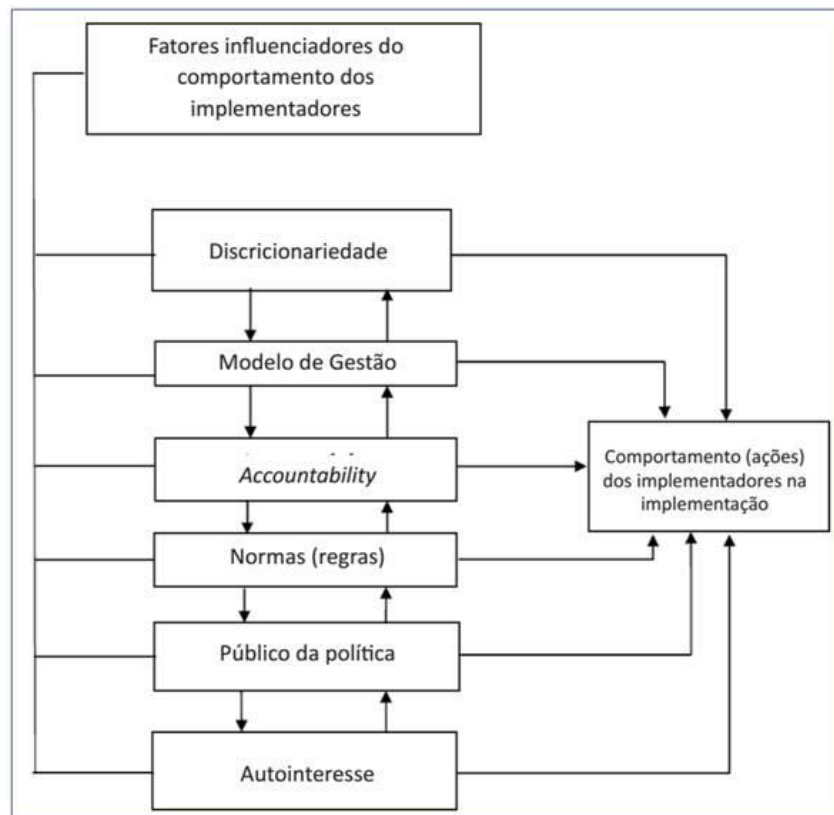 Fatores influenciadores do
comportamento dos
implementadores
Discricionariedade
Modelo de Gestão
Accountability
Normas (regras)
Público da política
Autointeresse
Comportamento (ações)
dos implementadores na
implementação